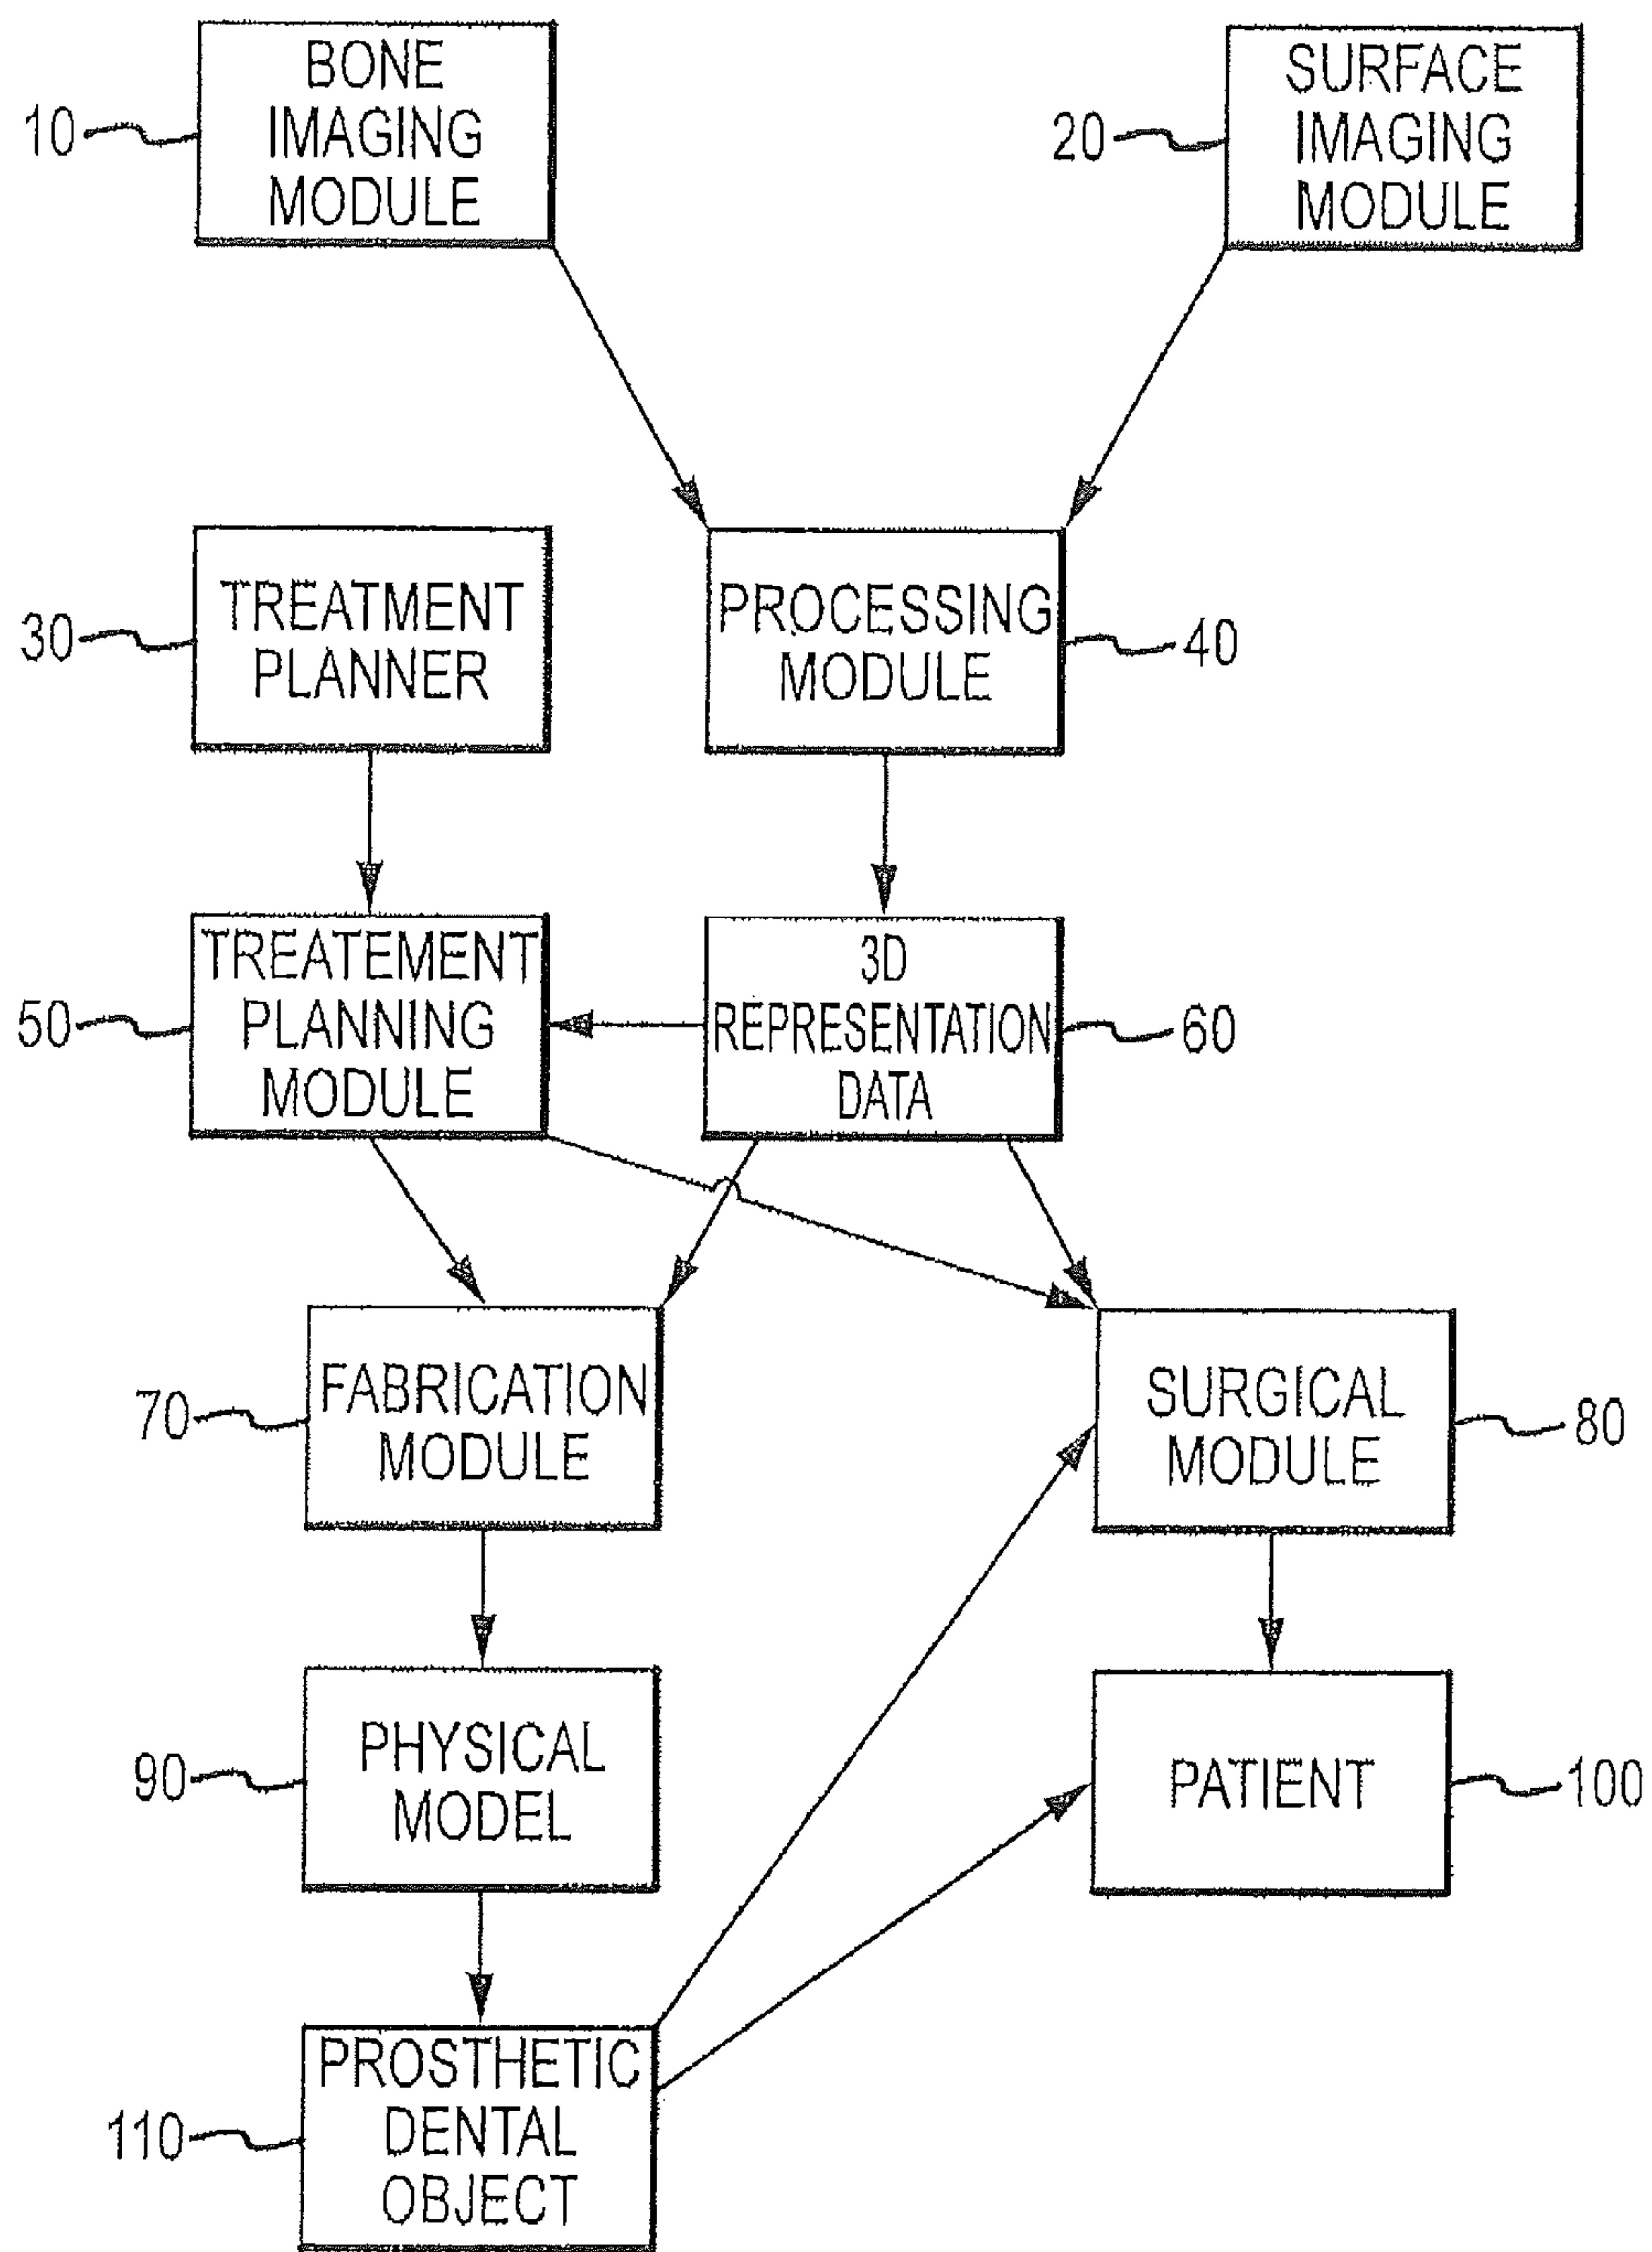 BONE
IMAGING
MODULE
10
SURFACE
IMAGING
MODULE
20
TREATMENT
PLANNER
30
PROCESSING
MODULE
40
TREATEMENT
PLANNING
MODULE
50
3D
REPRESENTATION
DATA
60
FABRICATION
MODULE
70
SURGICAL
MODULE
80
PHYSICAL
MODEL
90
PATIENT
100
PROSTHETIC
DENTAL
OBJECT
110